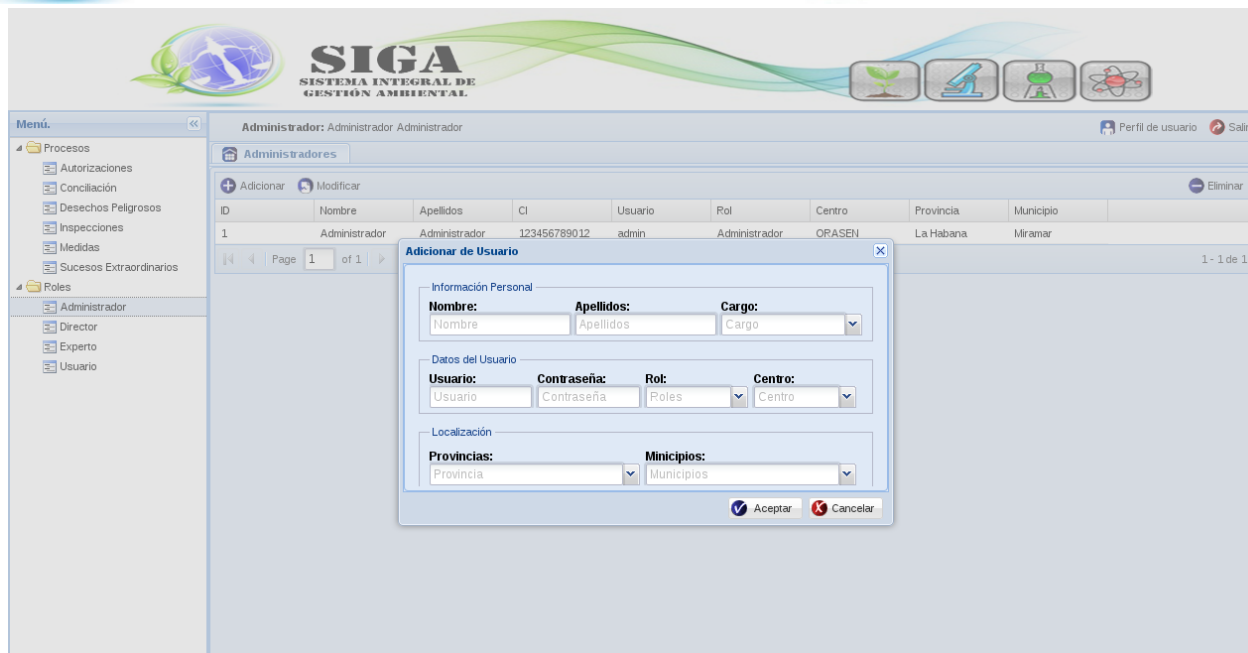 SIGA
SISTEMA INTEGRAL DE
GESTIÓN AMBIENTAL
Menú.
Administrador: Administrador Administrador
Perfil de usuario
Salir
Procesos
Autorizaciones
Conciliación
Desechos Peligrosos
Inspecciones
Medidas
Sucesos Extraordinarios
Roles
Administrador
Director
Experto
Usuario
Administradores
Adicionar Modificar Eliminar
ID Nombre Apellidos CI Usuario Rol Centro Provincia Municipio
1 Administrador Administrador 123456789012 admin Administrador ORASEN La Habana Miramar
Page 1 of 1 1 - 1 de 1
Adicionar de Usuario
Información Personal
Nombre: Apellidos: Cargo:
Nombre Apellidos Cargo
Datos del Usuario
Usuario: Contraseña: Rol: Centro:
Usuario Contraseña Roles Centro
Localización
Provincias: Minicipios:
Provincia Municipios
Aceptar Cancelar